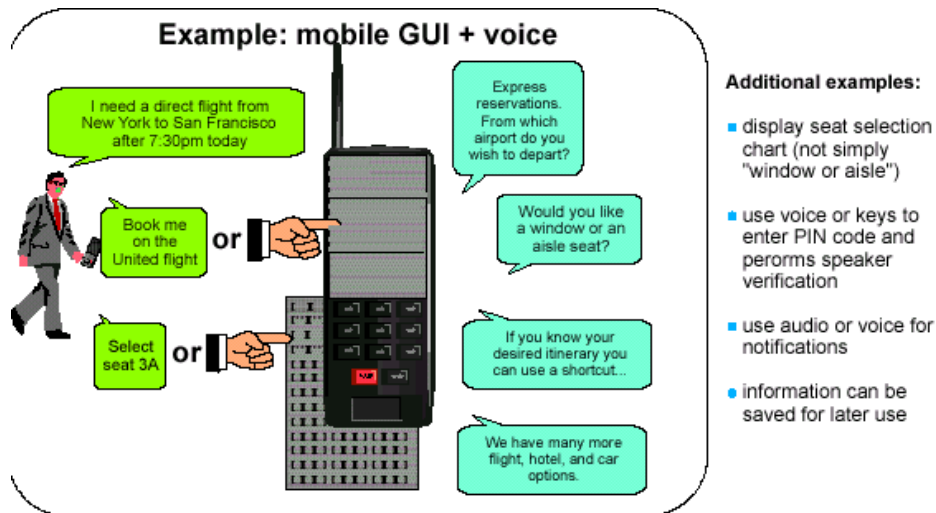 Example: mobile GUI + voice
I need a direct flight from
New York to San Francisco
after 7:30pm today
Book me
on the
United flight
or
Select
seat 3A
or
Express
reservations.
From which
airport do you
wish to depart?
Would you like
a window or an
aisle seat?
If you know your
desired itinerary you
can use a shortcut...
We have many more
flight, hotel, and car
options.
Additional examples:
display seat selection
chart (not simply
"window or aisle")
use voice or keys to
enter PIN code and
perorms speaker
verification
use audio or voice for
notifications
information can be
saved for later use